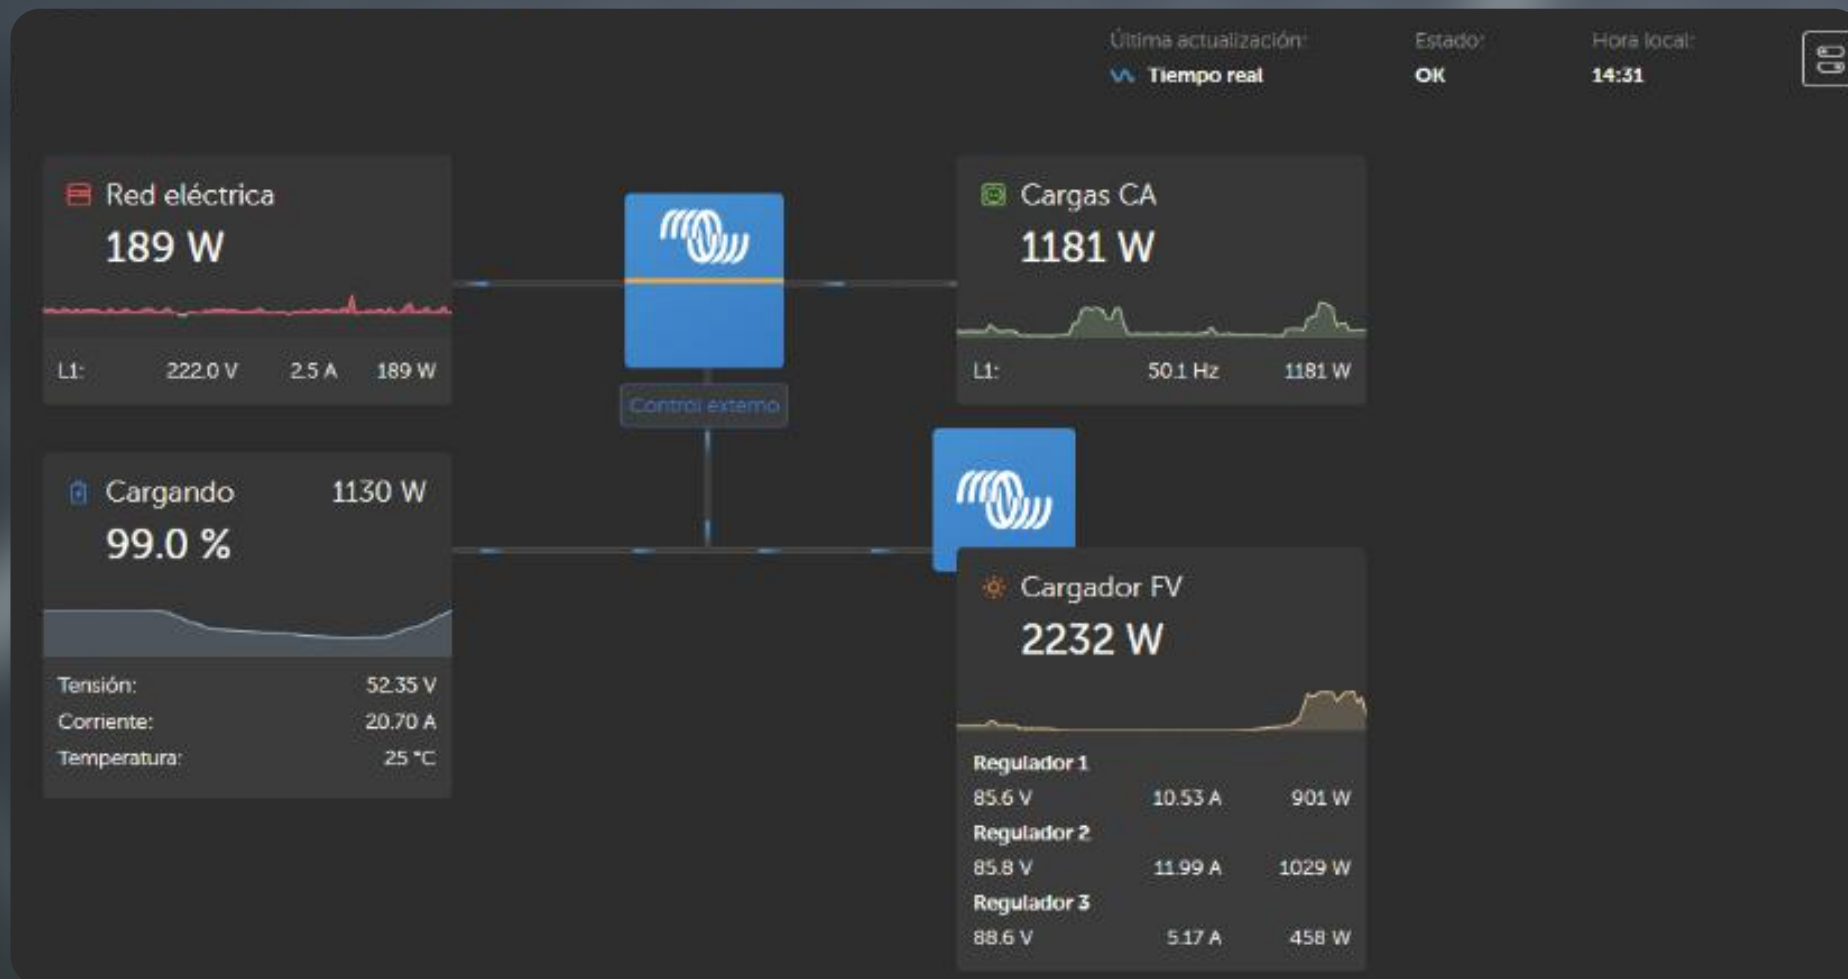 Última actualización:
Tiempo real
Estado:
OK
Hora local:
14:31
Red eléctrica
189 W
L1: 222.0 V 2.5 A 189 W
Control externo
Cargas CA
1181 W
L1: 50.1 Hz 1181 W
Cargando 1130 W
99.0 %
Tensión: 52.35 V
Corriente: 20.70 A
Temperatura: 25 °C
Cargador FV
2232 W
Regulador 1
85.6 V 10.53 A 901 W
Regulador 2
85.8 V 11.99 A 1029 W
Regulador 3
88.6 V 5.17 A 458 W